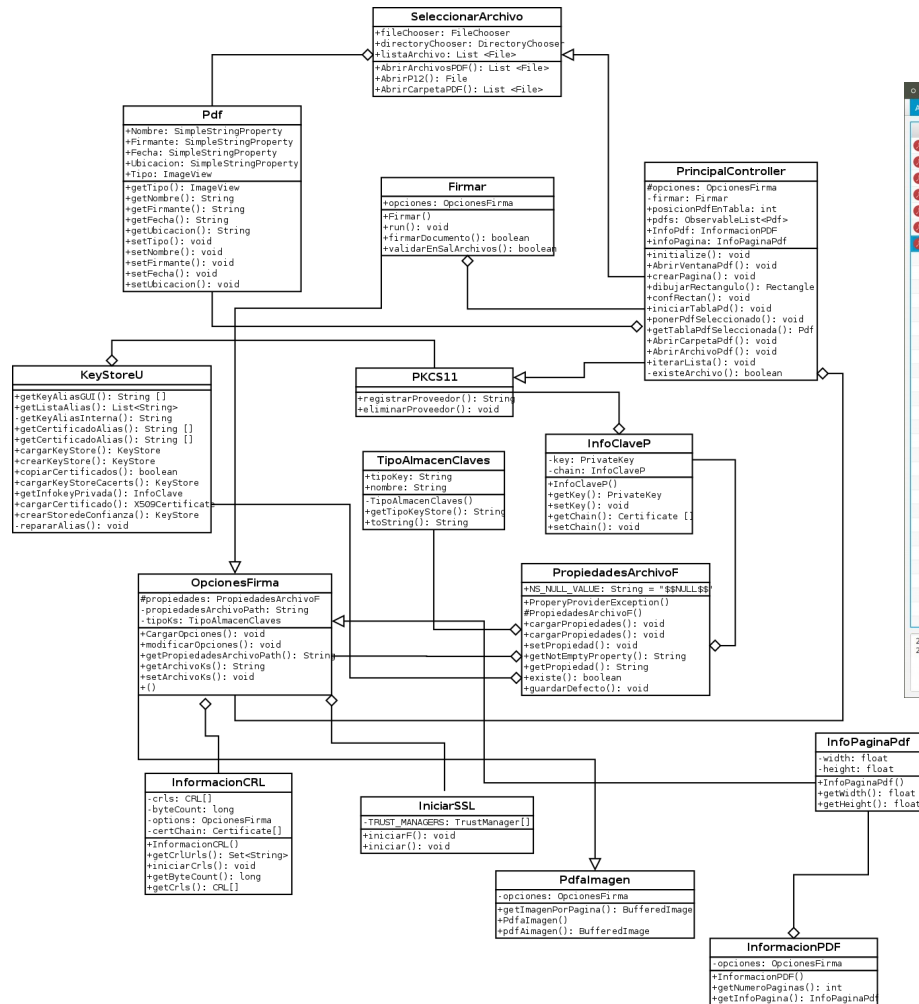 SeleccionarArchivo
+fileChooser: FileChooser
+directoryChooser: DirectoryChooser
+listaArchivo: List <File>
+AbrirArchivosPDF(): List <File>
+AbrirP12(): File
+AbrirCarpetaPDF(): List <File>
Pdf
+Nombre: SimpleStringProperty
+Firmante: SimpleStringProperty
+Fecha: SimpleStringProperty
+Ubicacion: SimpleStringProperty
+Tipo: ImageView
+getTipo(): ImageView
+getNombre(): String
+getFirmante(): String
+getFecha(): String
+getUbicacion(): String
+setTipo(): void
+setNombre(): void
+setFirmante(): void
+setFecha(): void
+setUbicacion(): void
Firmar
+opciones: OpcionesFirma
+Firmar()
+run(): void
+firmarDocumento(): boolean
+validarEnSalArchivos(): boolean
PrincipalController
#opciones: OpcionesFirma
-firmar: Firmar
+posicionPdfEnTabla: int
+pdfs: ObservableList<Pdf>
+InfoPdf: InformacionPDF
+infoPagina: InfoPaginaPdf
+initialize(): void
+AbrirVentanaPdf(): void
+crearPagina(): void
+dibujarRectangulo(): Rectangle
+confRectan(): void
+iniciarTablaPd(): void
+ponerPdfSeleccionado(): void
+getTablaPdfSeleccionada(): Pdf
+AbrirCarpetaPdf(): void
+AbrirArchivoPdf(): void
+iterarLista(): void
-existeArchivo(): boolean
KeyStoreU
+getKeyAliasGUI(): String []
+getListaAlias(): List<String>
-getKeyAliasInterna(): String
+getCertificadoAlias(): String []
+getCertificadoAlias(): String []
+cargarKeyStore(): KeyStore
+crearKeyStore(): KeyStore
+copiarCertificados(): boolean
+cargarKeyStoreCacerts(): KeyStore
+getInfokeyPrivada(): InfoClave
+cargarCertificado(): X509Certificate
+crearStoredeConfianza(): KeyStore
-repararAlias(): void
PKCS11
+registrarProveedor(): String
+eliminarProveedor(): void
InfoClaveP
-key: PrivateKey
-chain: InfoClaveP
+InfoClaveP()
+getKey(): PrivateKey
+setKey(): void
+getChain(): Certificate []
+setChain(): void
TipoAlmacenClaves
+tipoKey: String
+nombre: String
-TipoAlmacenClaves()
+getTipoKeyStore(): String
+toString(): String
OpcionesFirma
#propiedades: PropiedadesArchivoF
-propiedadesArchivoPath: String
-tipoKs: TipoAlmacenClaves
+CargarOpciones(): void
+modificarOpciones(): void
+getPropiedadesArchivoPath(): String
+getArchivoKs(): String
+setArchivoKs(): void
+()
PropiedadesArchivoF
+NS_NULL_VALUE: String = "$$NULL$$"
+ProperyProviderException()
#PropiedadesArchivoF()
+cargarPropiedades(): void
+cargarPropiedades(): void
+setPropiedad(): void
+getNotEmptyProperty(): String
+getPropiedad(): String
+existe(): boolean
+guardarDefecto(): void
InformacionCRL
-crls: CRL[]
-byteCount: long
-options: OpcionesFirma
-certChain: Certificate[]
+InformacionCRL()
+getCrlUrls(): Set<String>
+iniciarCrls(): void
+getByteCount(): long
+getCrls(): CRL[]
IniciarSSL
-TRUST_MANAGERS: TrustManager[]
+iniciarF(): void
+iniciar(): void
InfoPaginaPdf
-width: float
-height: float
+InfoPaginaPdf()
+getWidth(): float
+getHeight(): float
PdfaImagen
-opciones: OpcionesFirma
+getImagenPorPagina(): BufferedImage
+PdfaImagen()
+pdfAimagen(): BufferedImage
InformacionPDF
-opciones: OpcionesFirma
+InformacionPDF()
+getNumeroPaginas(): int
+getInfoPagina(): InfoPaginaPdf